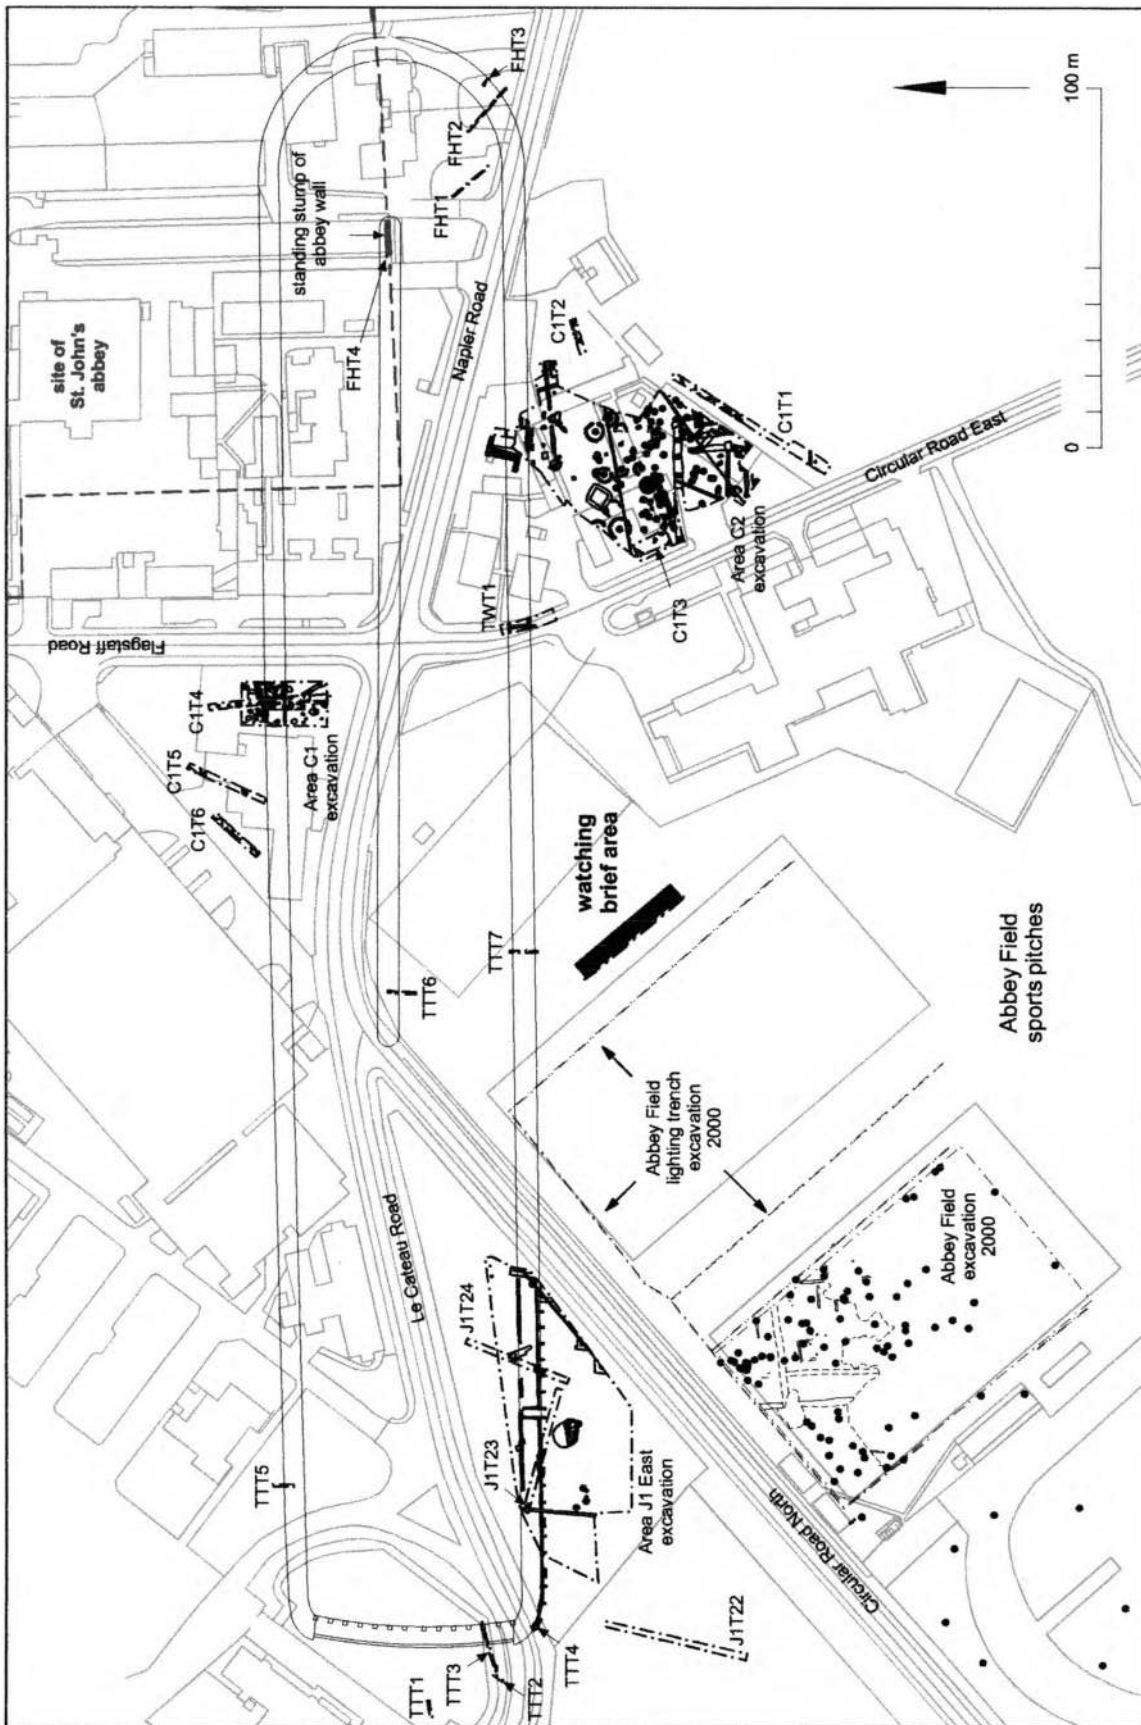 site of
St. John's
abbey
standing stump of
abbey wall
FHT3
FHT2
FHT1
FHT4
Napier Road
100 m
0
Flagstaff Road
C1T4
C1T5
C1T6
Area C1
excavation
TWT1
C1T2
C1T1
Circular Road East
Area C2
excavation
C1T3
watching
brief area
TTT7
TTT6
Abbey Field
sports pitches
Abbey Field
lighting trench
excavation
2000
Abbey Field
excavation
2000
Le Cateau Road
J1T24
J1T23
Area J1 East
excavation
Circular Road North
J1T22
TTT5
TTT4
TTT3
TTT2
TTT1